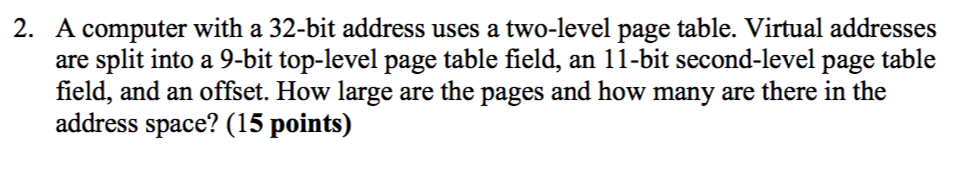 2. A computer with a 32-bit address uses a two-level page table. Virtual addresses
are split into a 9-bit top-level page table field, an 11-bit second-level page table
field, and an offset. How large are the pages and how many are there in the
address space? (15 points)